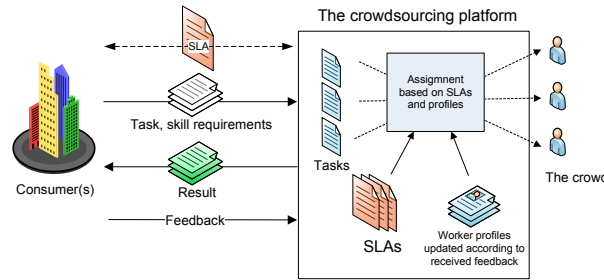 The crowdsourcing platform
SLA
Assignment
based on SLAs
and profiles
Task, skill requirements
Tasks
Consumer(s)
Result
The crowd
Feedback
SLAs
Worker profiles
updated according to
received feedback